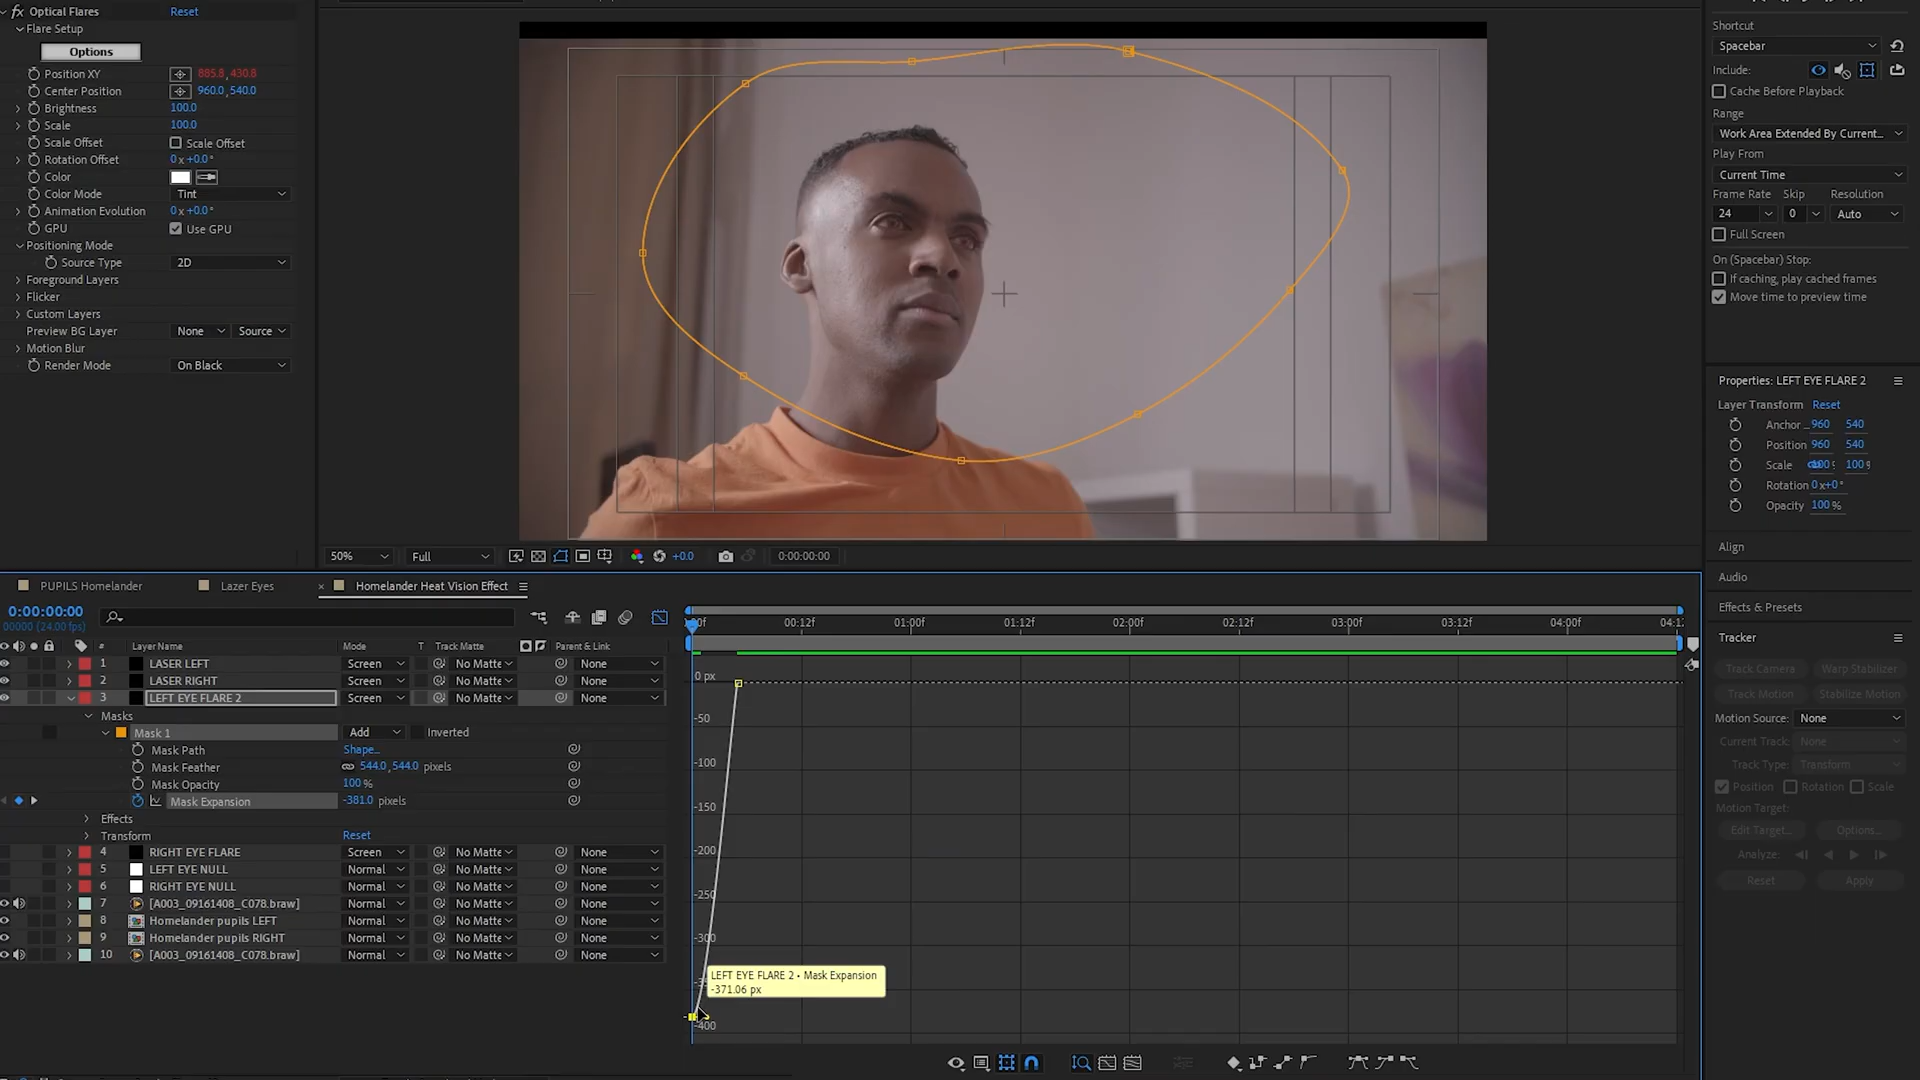 fx Optical Flares Reset
Flare Setup
Options
Position XY 885.8,430.8
Center Position 960.0,540.0
Brightness 100.0
Scale 100.0
Scale Offset Scale Offset
Rotation Offset 0x+0.0°
Color
Color Mode Tint
Animation Evolution 0x+0.0°
GPU Use GPU
Positioning Mode
Source Type 2D
Foreground Layers
Flicker
Custom Layers
Preview BG Layer None Source
Motion Blur
Render Mode On Black
50% Full +0.0 0:00:00:00
Shortcut
Spacebar
Include:
Cache Before Playback
Range
Work Area Extended By Current...
Play From
Current Time
Frame Rate Skip Resolution
24 0 Auto
Full Screen
On (Spacebar) Stop:
If caching, play cached frames
Move time to preview time
Properties: LEFT EYE FLARE 2
Layer Transform Reset
Anchor 960 540
Position 960 540
Scale 100 100%
Rotation 0x+0°
Opacity 100%
Align
Audio
Effects & Presets
Tracker
Track Camera Warp Stabilizer
Track Motion Stabilize Motion
Motion Source: None
Current Track: None
Track Type: Transform
Position Rotation Scale
Motion Target:
Edit Target... Options...
Analyze:
Reset Apply
PUPILS Homelander Lazer Eyes × Homelander Heat Vision Effect
0:00:00:00
00000 (24.00 fps)
# Layer Name Mode T Track Matte Parent & Link
1 LASER LEFT Screen No Matte None
2 LASER RIGHT Screen No Matte None
3 LEFT EYE FLARE 2 Screen No Matte None
Masks
Mask 1 Add Inverted
Mask Path Shape...
Mask Feather 544.0,544.0 pixels
Mask Opacity 100%
Mask Expansion -381.0 pixels
Effects
Transform Reset
4 RIGHT EYE FLARE Screen No Matte None
5 LEFT EYE NULL Normal No Matte None
6 RIGHT EYE NULL Normal No Matte None
7 [A003_09161408_C078.braw] Normal No Matte None
8 Homelander pupils LEFT Normal No Matte None
9 Homelander pupils RIGHT Normal No Matte None
10 [A003_09161408_C078.braw] Normal No Matte None
00f 00:12f 01:00f 01:12f 02:00f 02:12f 03:00f 03:12f 04:00f 04:12
0 px
-50
-100
-150
-200
-250
-300
-400
LEFT EYE FLARE 2 • Mask Expansion
-371.06 px